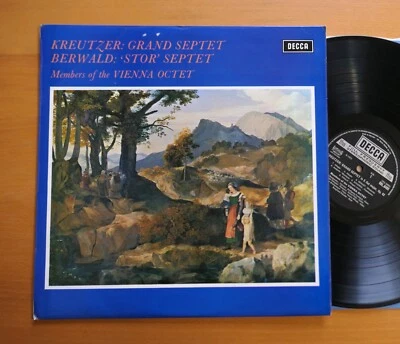 KREUTZER: GRAND SEPTET
BERWALD: ‘STOR’ SEPTET
Members of the VIENNA OCTET
DECCA
DECCA